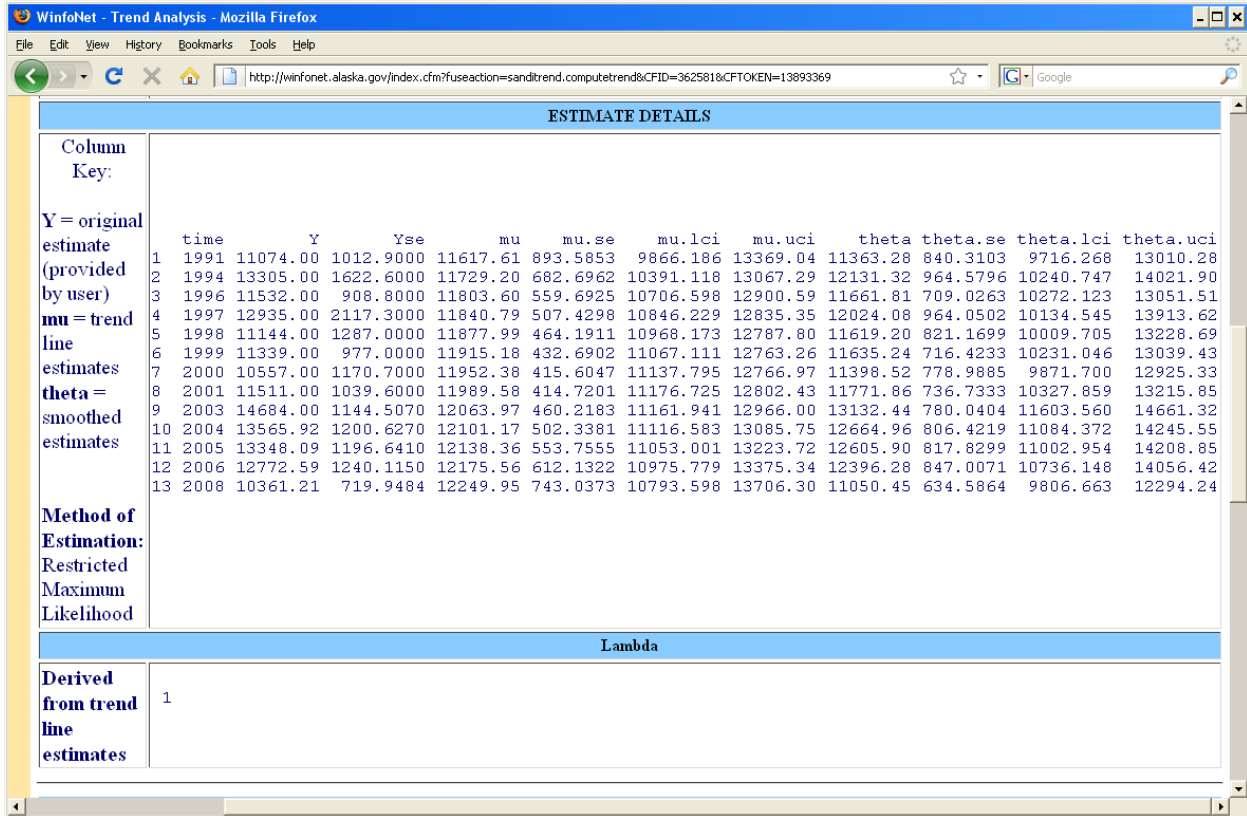 WinfoNet - Trend Analysis - Mozilla Firefox
File Edit View History Bookmarks Tools Help
http://winfonet.alaska.gov/index.cfm?fuseaction=sanditrend.computetrend&CFID=362581&CFTOKEN=13893369
G Google
ESTIMATE DETAILS
Column
Key:
Y = original
estimate
(provided
by user)
mu = trend
line
estimates
theta =
smoothed
estimates
Method of
Estimation:
Restricted
Maximum
Likelihood
time Y Yse mu mu.se mu.lci mu.uci theta theta.se theta.lci theta.uci
1 1991 11074.00 1012.9000 11617.61 893.5853 9866.186 13369.04 11363.28 840.3103 9716.268 13010.28
2 1994 13305.00 1622.6000 11729.20 682.6962 10391.118 13067.29 12131.32 964.5796 10240.747 14021.90
3 1996 11532.00 908.8000 11803.60 559.6925 10706.598 12900.59 11661.81 709.0263 10272.123 13051.51
4 1997 12935.00 2117.3000 11840.79 507.4298 10846.229 12835.35 12024.08 964.0502 10134.545 13913.62
5 1998 11144.00 1287.0000 11877.99 464.1911 10968.173 12787.80 11619.20 821.1699 10009.705 13228.69
6 1999 11339.00 977.0000 11915.18 432.6902 11067.111 12763.26 11635.24 716.4233 10231.046 13039.43
7 2000 10557.00 1170.7000 11952.38 415.6047 11137.795 12766.97 11398.52 778.9885 9871.700 12925.33
8 2001 11511.00 1039.6000 11989.58 414.7201 11176.725 12802.43 11771.86 736.7333 10327.859 13215.85
9 2003 14684.00 1144.5070 12063.97 460.2183 11161.941 12966.00 13132.44 780.0404 11603.560 14661.32
10 2004 13565.92 1200.6270 12101.17 502.3381 11116.583 13085.75 12664.96 806.4219 11084.372 14245.55
11 2005 13348.09 1196.6410 12138.36 553.7555 11053.001 13223.72 12605.90 817.8299 11002.954 14208.85
12 2006 12772.59 1240.1150 12175.56 612.1322 10975.779 13375.34 12396.28 847.0071 10736.148 14056.42
13 2008 10361.21 719.9484 12249.95 743.0373 10793.598 13706.30 11050.45 634.5864 9806.663 12294.24
Lambda
Derived
from trend
line
estimates
1